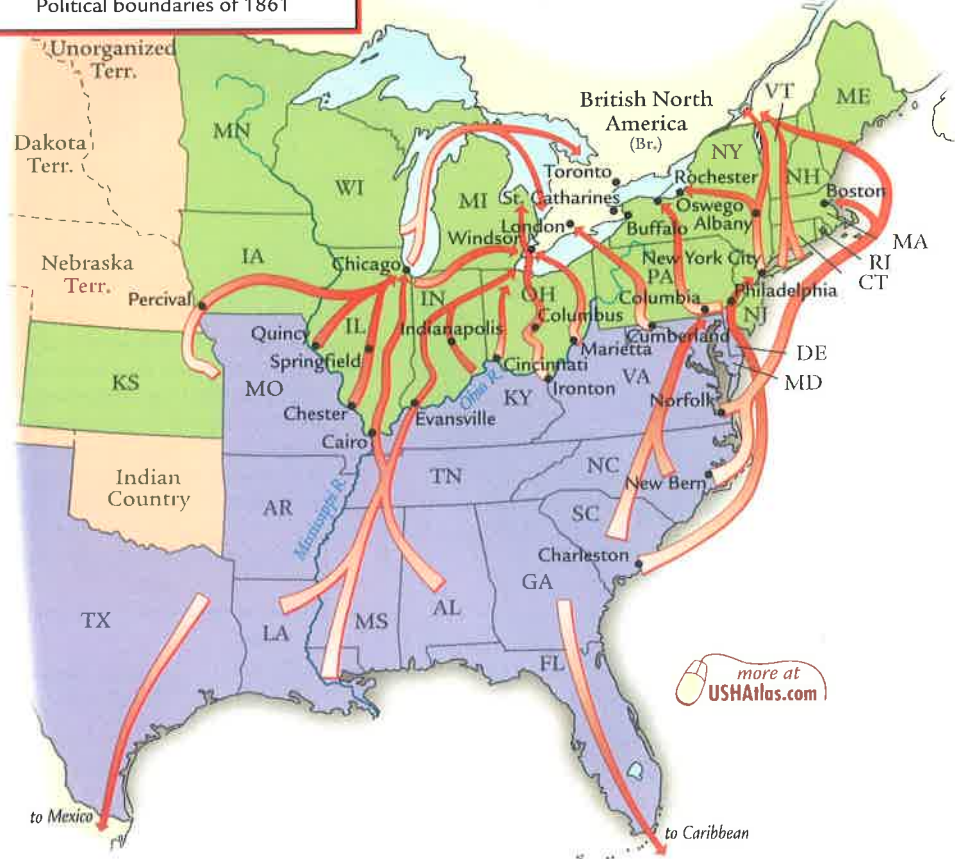 Political boundaries of 1861
Unorganized
Terr.
Dakota
Terr.
Nebraska
Terr.
British North
America
(Br.)
VT
ME
MN
WI
MI
NY
NH
Toronto
St. Catharines
Rochester
Boston
London
Oswego
Windsor
Buffalo
Albany
MA
RI
CT
IA
Chicago
New York City
PA
Percival
IN
OH
Columbia
Philadelphia
NJ
Quincy
IL
Indianapolis
Columbus
Cumberland
Springfield
Cincinnati
Marietta
DE
MD
KS
MO
Ironton
VA
Ohio R.
KY
Norfolk
Chester
Evansville
Cairo
Indian
Country
TN
NC
New Bern
AR
Mississippi R.
SC
Charleston
GA
TX
LA
MS
AL
FL
more at
USHAtlas.com
to Mexico
to Caribbean